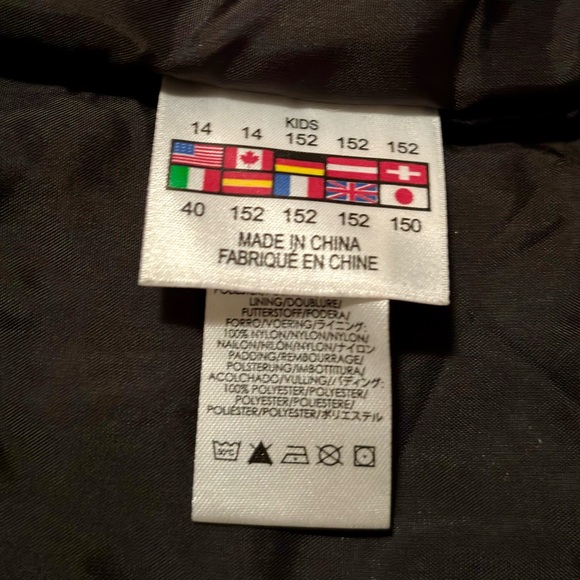 KIDS
14 14 152 152 152
40 152 152 152 150
MADE IN CHINA
FABRIQUÉ EN CHINE
LINING/DOUBLURE/
FUTTERSTOFF/FODERA/
FORRO/VOERING/ライニング:
100% NYLON/NYLON/NYLON/
NAILON/NILÓN/NYLON/ナイロン
PADDING/REMBOURRAGE/
POLSTERUNG/IMBOTTITURA/
ACOLCHADO/VULLING/パディング:
100% POLYESTER/POLYESTER/
POLYESTER/POLIESTERE/
POLIÉSTER/POLYESTER/ポリエステル
30°C